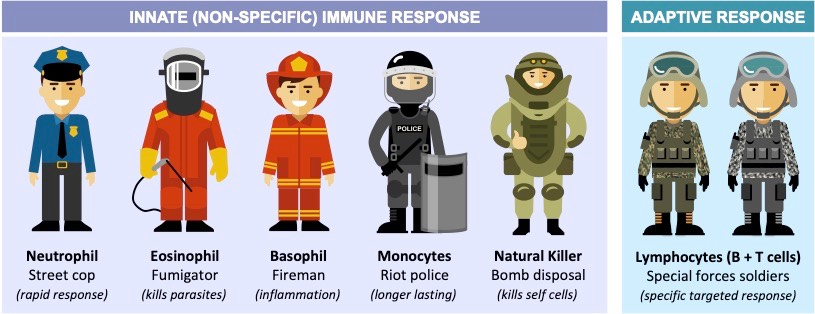 INNATE (NON-SPECIFIC) IMMUNE RESPONSE
ADAPTIVE RESPONSE
POLICE
Neutrophil
Street cop
(rapid response)
Eosinophil
Fumigator
(kills parasites)
Basophil
Fireman
(inflammation)
Monocytes
Riot police
(longer lasting)
Natural Killer
Bomb disposal
(kills self cells)
Lymphocytes (B + T cells)
Special forces soldiers
(specific targeted response)